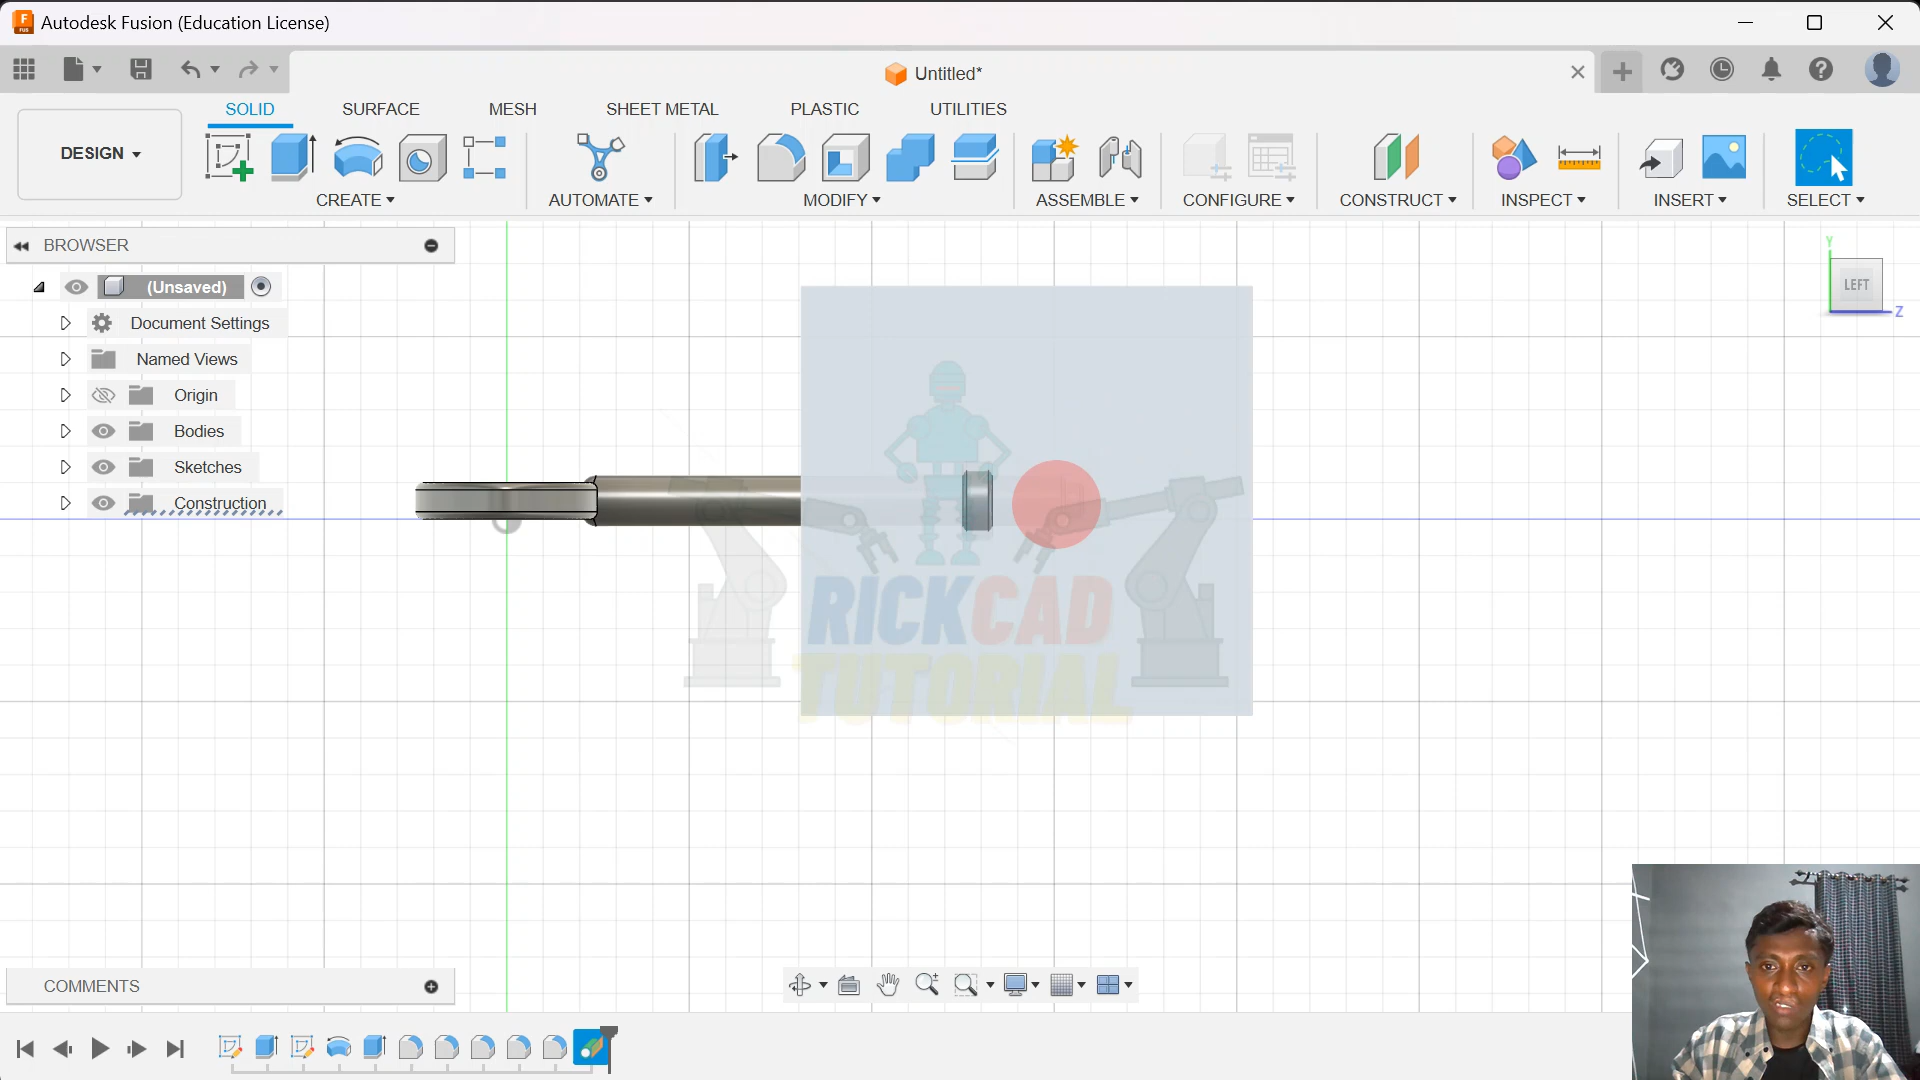 Autodesk Fusion (Education License)
Untitled*
SOLID SURFACE MESH SHEET METAL PLASTIC UTILITIES
DESIGN
CREATE AUTOMATE MODIFY ASSEMBLE CONFIGURE CONSTRUCT INSPECT INSERT SELECT
BROWSER
(Unsaved)
Document Settings
Named Views
Origin
Bodies
Sketches
Construction
Y
LEFT
Z
RICKCAD
TUTORIAL
COMMENTS